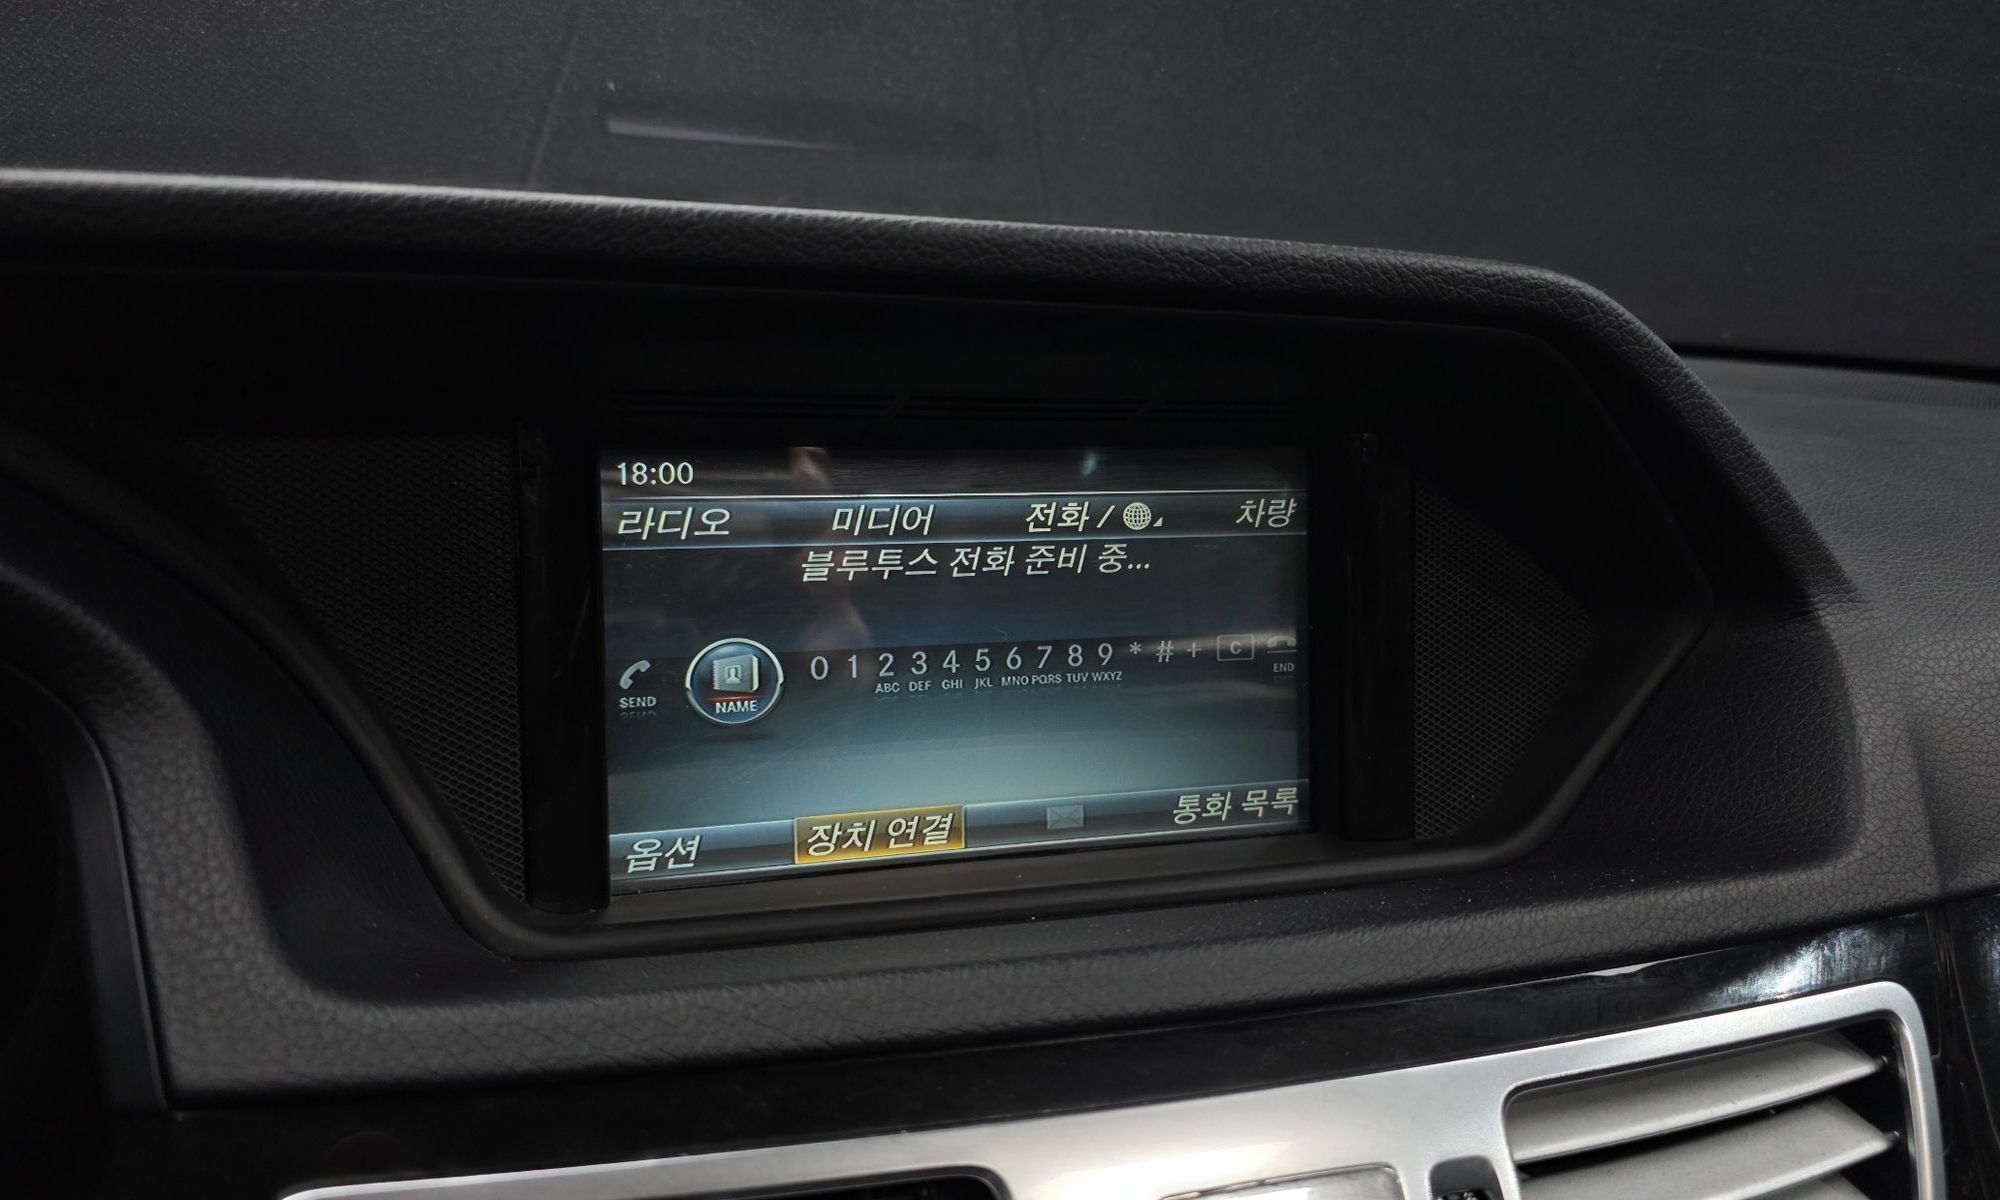 18:00
라디오 미디어 전화 / 차량
블루투스 전화 준비 중...
SEND NAME 0 1 2 ABC 3 DEF 4 GHI 5 JKL 6 MNO 7 PQRS 8 TUV 9 WXYZ * # + C END
옵션 장치 연결 통화 목록